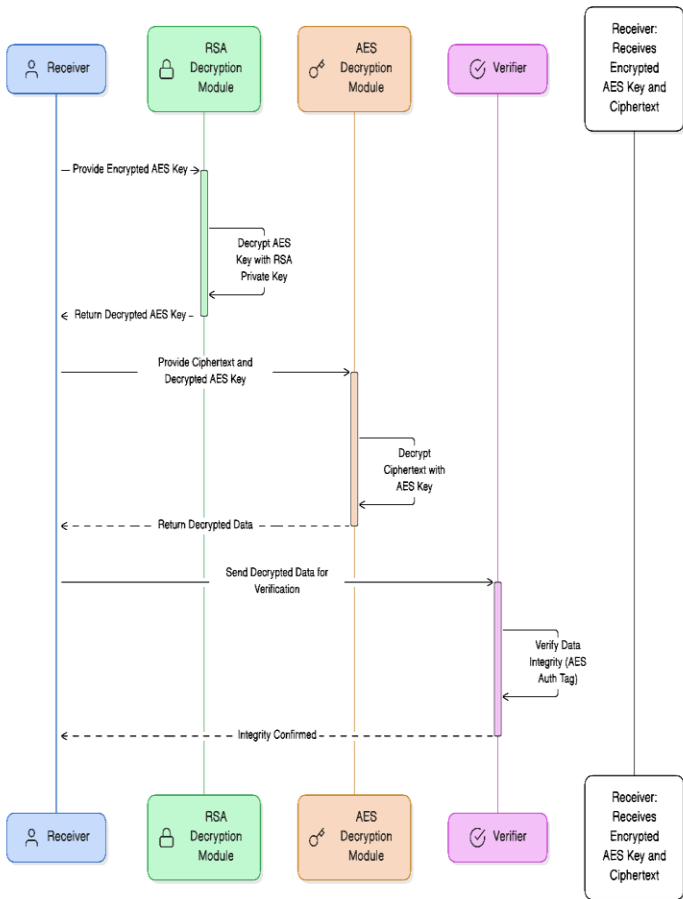 Receiver
RSA
Decryption
Module
AES
Decryption
Module
Verifier
Receiver:
Receives
Encrypted
AES Key and
Ciphertext
Provide Encrypted AES Key
Decrypt AES
Key with RSA
Private Key
Return Decrypted AES Key
Provide Ciphertext and
Decrypted AES Key
Decrypt
Ciphertext with
AES Key
Return Decrypted Data
Send Decrypted Data for
Verification
Verify Data
Integrity (AES
Auth Tag)
Integrity Confirmed
Receiver
RSA
Decryption
Module
AES
Decryption
Module
Verifier
Receiver:
Receives
Encrypted
AES Key and
Ciphertext